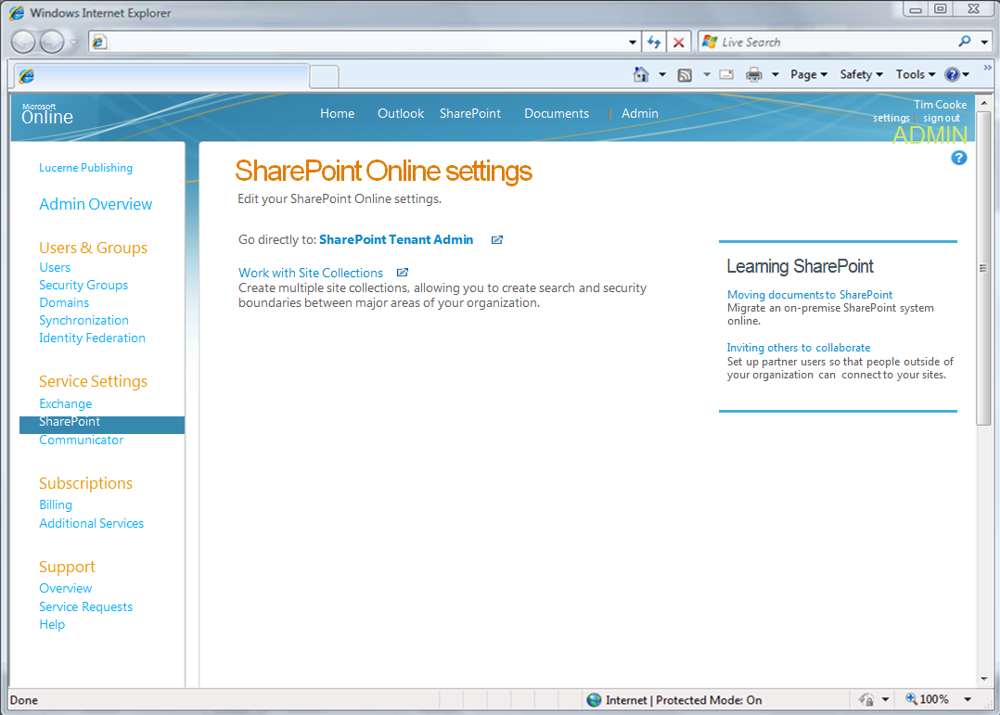 Windows Internet Explorer
Live Search
Page Safety Tools
Microsoft
Online
Home Outlook SharePoint Documents | Admin
Tim Cooke
settings | sign out
ADMIN
Lucerne Publishing
Admin Overview
Users & Groups
Users
Security Groups
Domains
Synchronization
Identity Federation
Service Settings
Exchange
SharePoint
Communicator
Subscriptions
Billing
Additional Services
Support
Overview
Service Requests
Help
SharePoint Online settings
Edit your SharePoint Online settings.
Go directly to: SharePoint Tenant Admin
Work with Site Collections
Create multiple site collections, allowing you to create search and security
boundaries between major areas of your organization.
Learning SharePoint
Moving documents to SharePoint
Migrate an on-premise SharePoint system
online.
Inviting others to collaborate
Set up partner users so that people outside of
your organization can connect to your sites.
Done
Internet | Protected Mode: On
100%